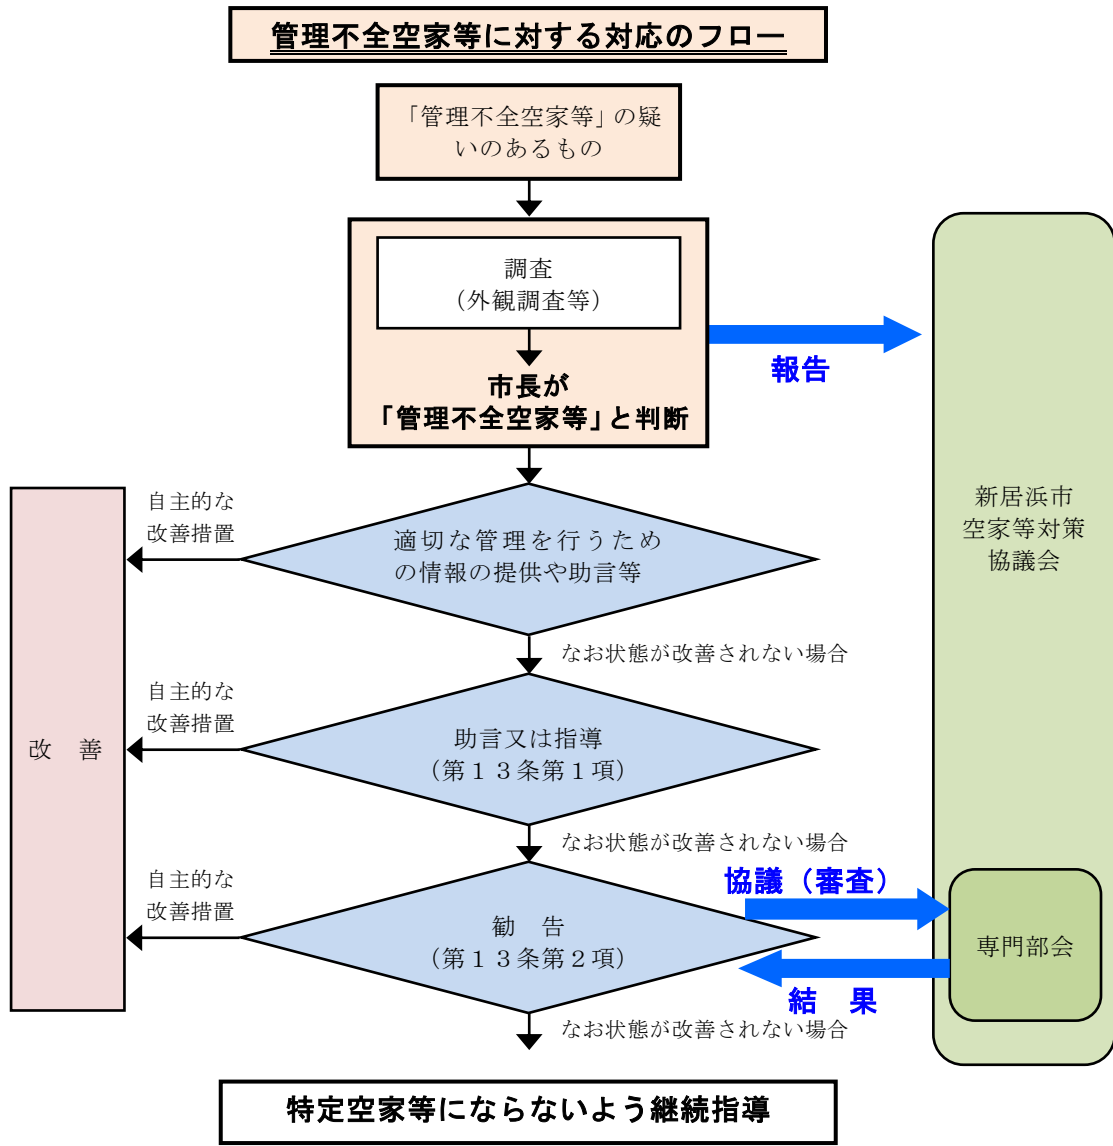 管理不全空家等に対する対応のフロー
「管理不全空家等」の疑
いのあるもの
調査
（外観調査等）
市長が
「管理不全空家等」と判断
報告
新居浜市
空家等対策
協議会
自主的な
改善措置
適切な管理を行うため
の情報の提供や助言等
なお状態が改善されない場合
自主的な
改善措置
改　善
助言又は指導
（第１３条第１項）
なお状態が改善されない場合
自主的な
改善措置
協議（審査）
勧　告
（第１３条第２項）
専門部会
結　果
なお状態が改善されない場合
特定空家等にならないよう継続指導